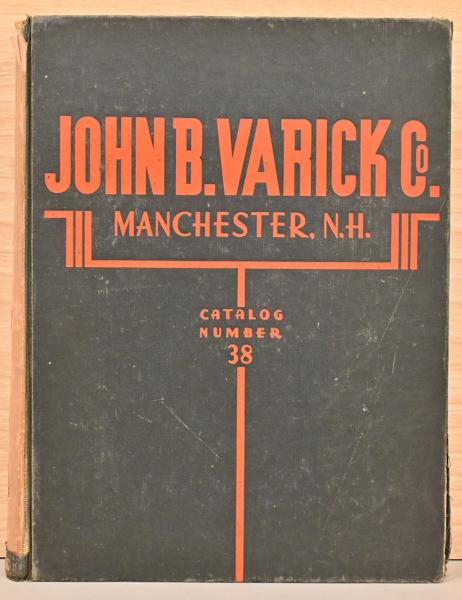 JOHN B. VARICK Co.
MANCHESTER, N.H.
CATALOG
NUMBER
38